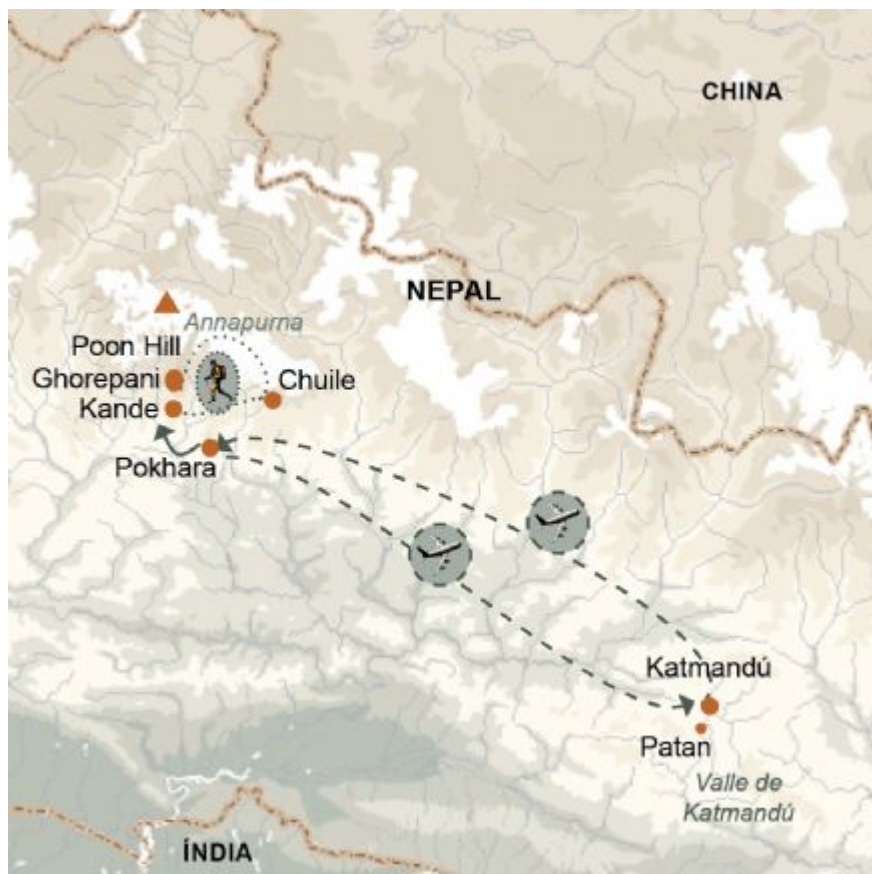 CHINA
NEPAL
Annapurna
Poon Hill
Ghorepani
Chuile
Kande
Pokhara
Katmandú
Patan
Valle de
Katmandú
ÍNDIA